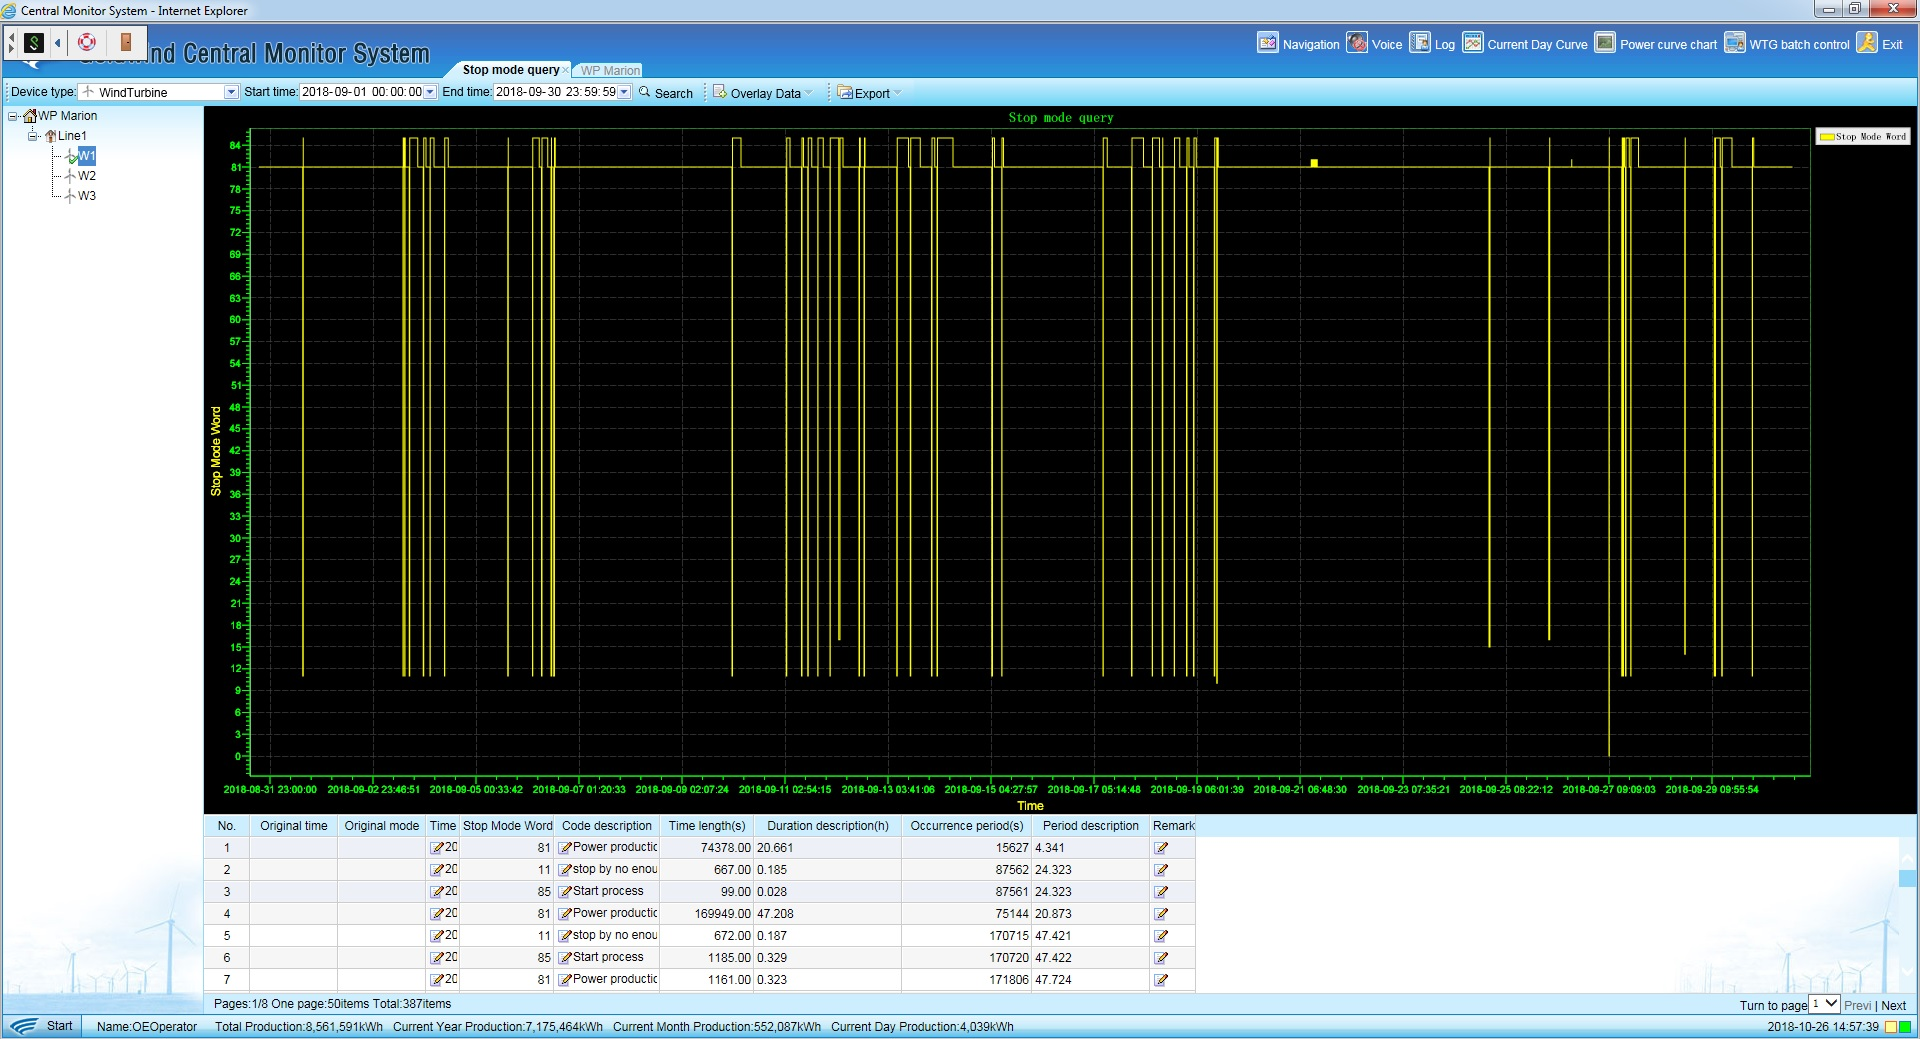 Central Monitor System - Internet Explorer
nd Central Monitor System
Navigation Voice Log Current Day Curve Power curve chart WTG batch control Exit
Stop mode query WP Marion
Device type: WindTurbine Start time: 2018-09-01 00:00:00 End time: 2018-09-30 23:59:59 Search Overlay Data Export
WP Marion
Line1
W1
W2
W3
Stop mode query
Stop Mode Word
84
81
78
75
72
69
66
63
60
57
54
51
48
45
42
39
36
33
30
27
24
21
18
15
12
9
6
3
0
Stop Mode Word
2018-08-31 23:00:00 2018-09-02 23:46:51 2018-09-05 00:33:42 2018-09-07 01:20:33 2018-09-09 02:07:24 2018-09-11 02:54:15 2018-09-13 03:41:06 2018-09-15 04:27:57 2018-09-17 05:14:48 2018-09-19 06:01:39 2018-09-21 06:48:30 2018-09-23 07:35:21 2018-09-25 08:22:12 2018-09-27 09:09:03 2018-09-29 09:55:54
Time
No. Original time Original mode Time Stop Mode Word Code description Time length(s) Duration description(h) Occurrence period(s) Period description Remark
1 20 81 Power productic 74378.00 20.661 15627 4.341
2 20 11 stop by no enou 667.00 0.185 87562 24.323
3 20 85 Start process 99.00 0.028 87561 24.323
4 20 81 Power productic 169949.00 47.208 75144 20.873
5 20 11 stop by no enou 672.00 0.187 170715 47.421
6 20 85 Start process 1185.00 0.329 170720 47.422
7 20 81 Power productic 1161.00 0.323 171806 47.724
Pages:1/8 One page:50items Total:387items
Turn to page 1 Previ | Next
Start Name:OEOperator Total Production:8,561,591kWh Current Year Production:7,175,464kWh Current Month Production:552,087kWh Current Day Production:4,039kWh 2018-10-26 14:57:39